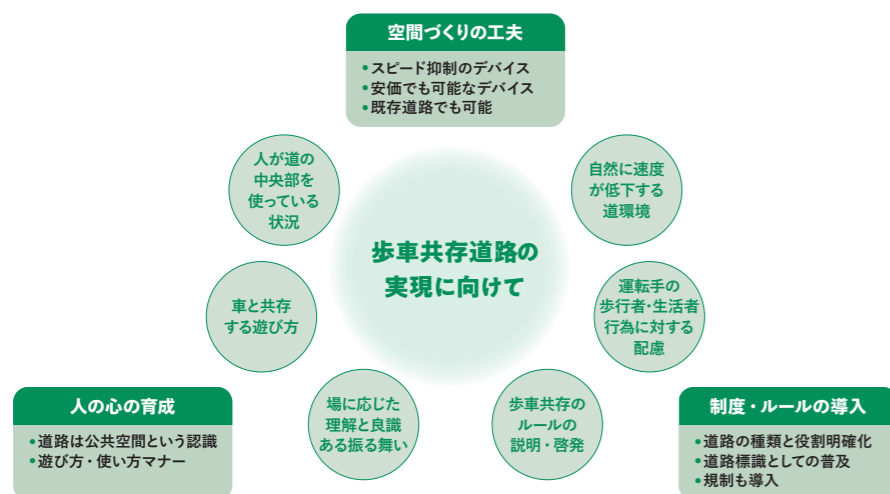 空間づくりの工夫
•スピード抑制のデバイス
•安価でも可能なデバイス
•既存道路でも可能
人が道の
中央部を
使っている
状況
自然に速度
が低下する
道環境
歩車共存道路の
実現に向けて
車と共存
する遊び方
運転手の
歩行者・生活者
行為に対する
配慮
場に応じた
理解と良識
ある振る舞い
歩車共存の
ルールの
説明・啓発
人の心の育成
•道路は公共空間という認識
•遊び方・使い方マナー
制度・ルールの導入
•道路の種類と役割明確化
•道路標識としての普及
•規制も導入